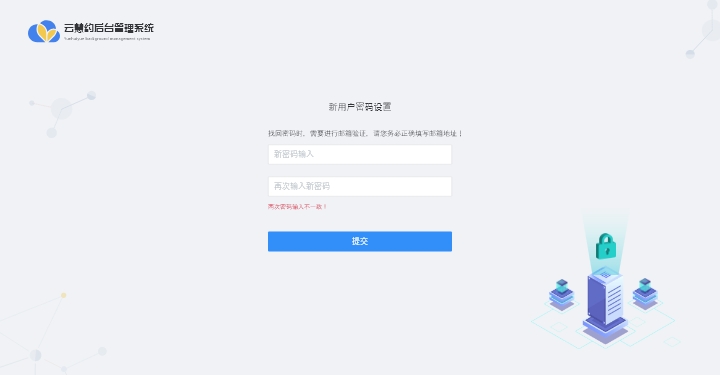 云慧约后台管理系统
Yunhuiyue background management system
新用户密码设置
找回密码时，需要进行邮箱验证，请您务必正确填写邮箱地址！
新密码输入
再次输入新密码
两次密码输入不一致！
提交